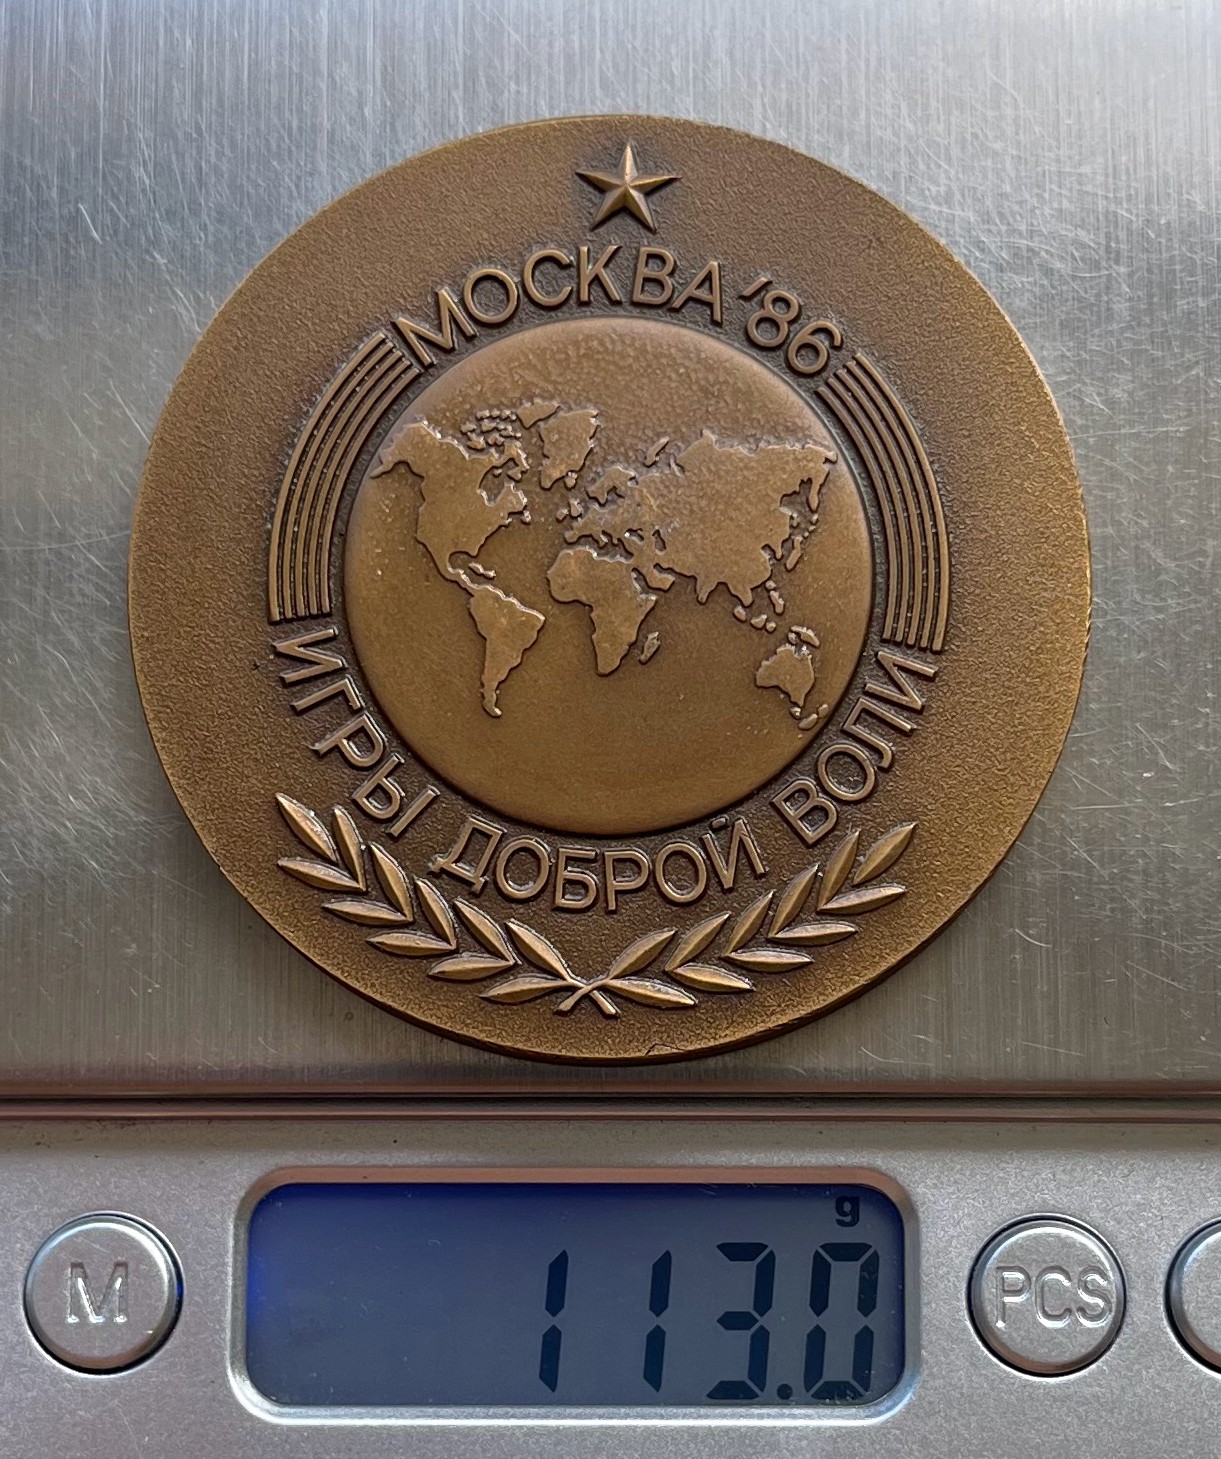 МОСКВА '86
ИГРЫ ДОБРОЙ ВОЛИ
g
113.0
M
PCS